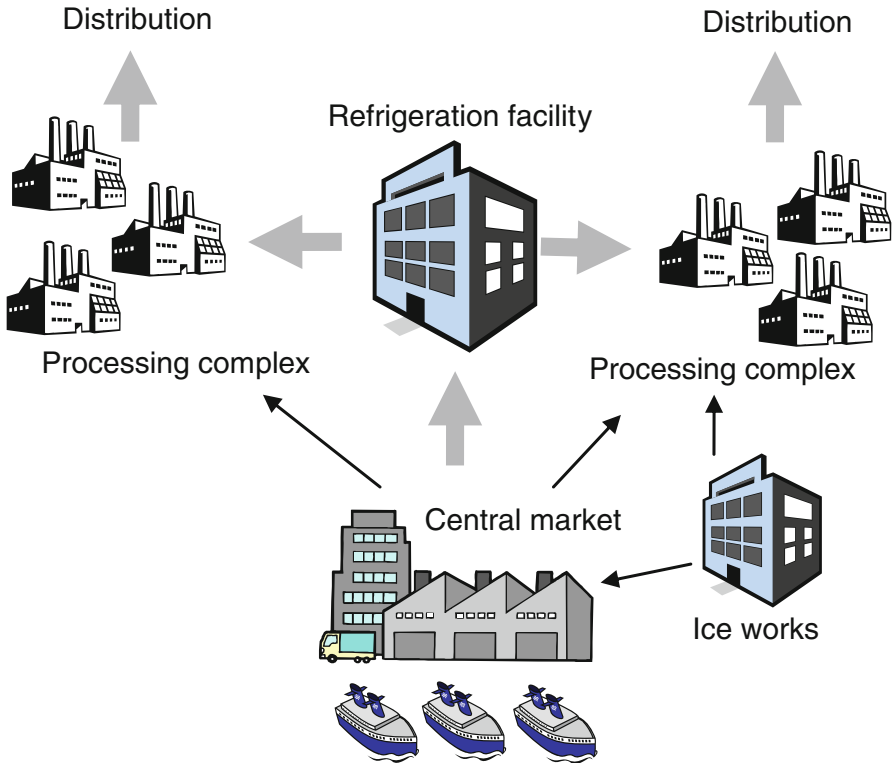 Distribution
Distribution
Refrigeration facility
Processing complex
Processing complex
Central market
Ice works